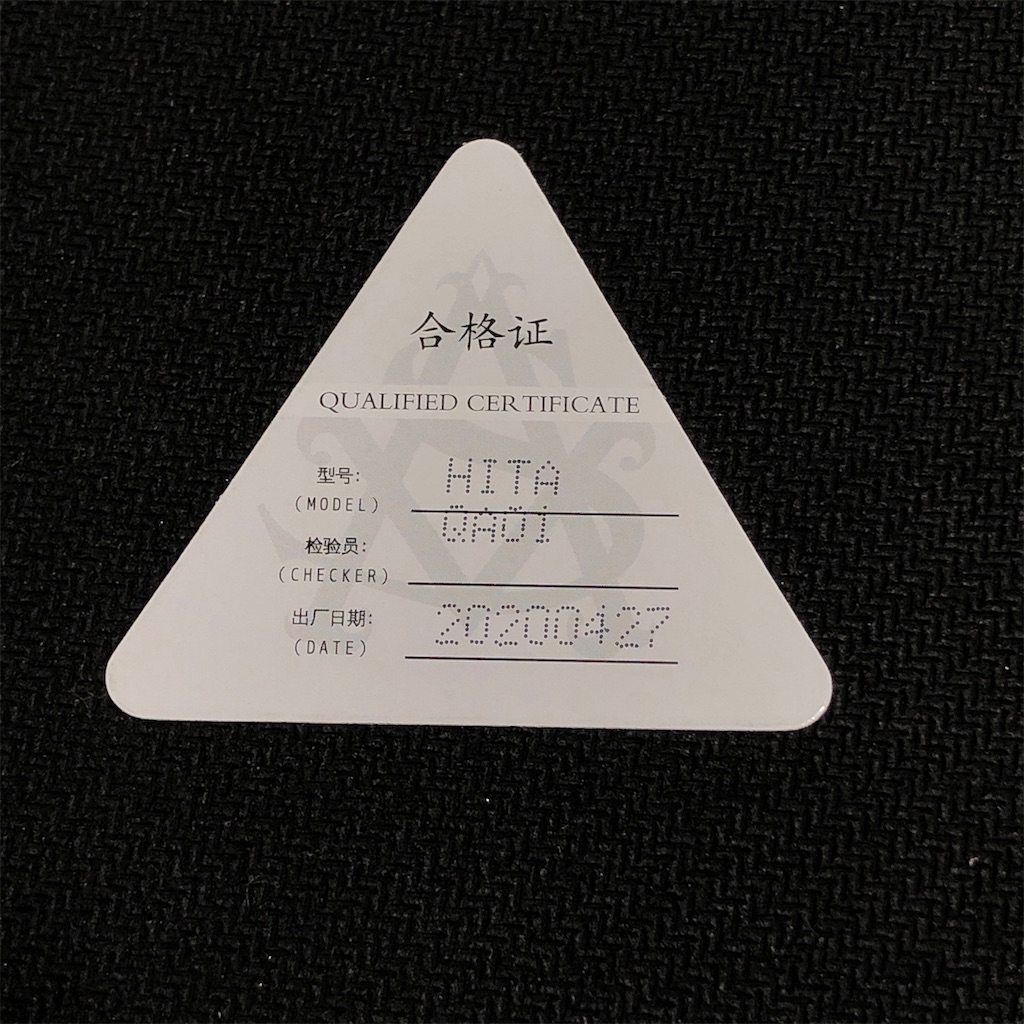 合格证
QUALIFIED CERTIFICATE
型号: HITA
(MODEL)
QA01
检验员:
(CHECKER)
出厂日期: 20200427
(DATE)